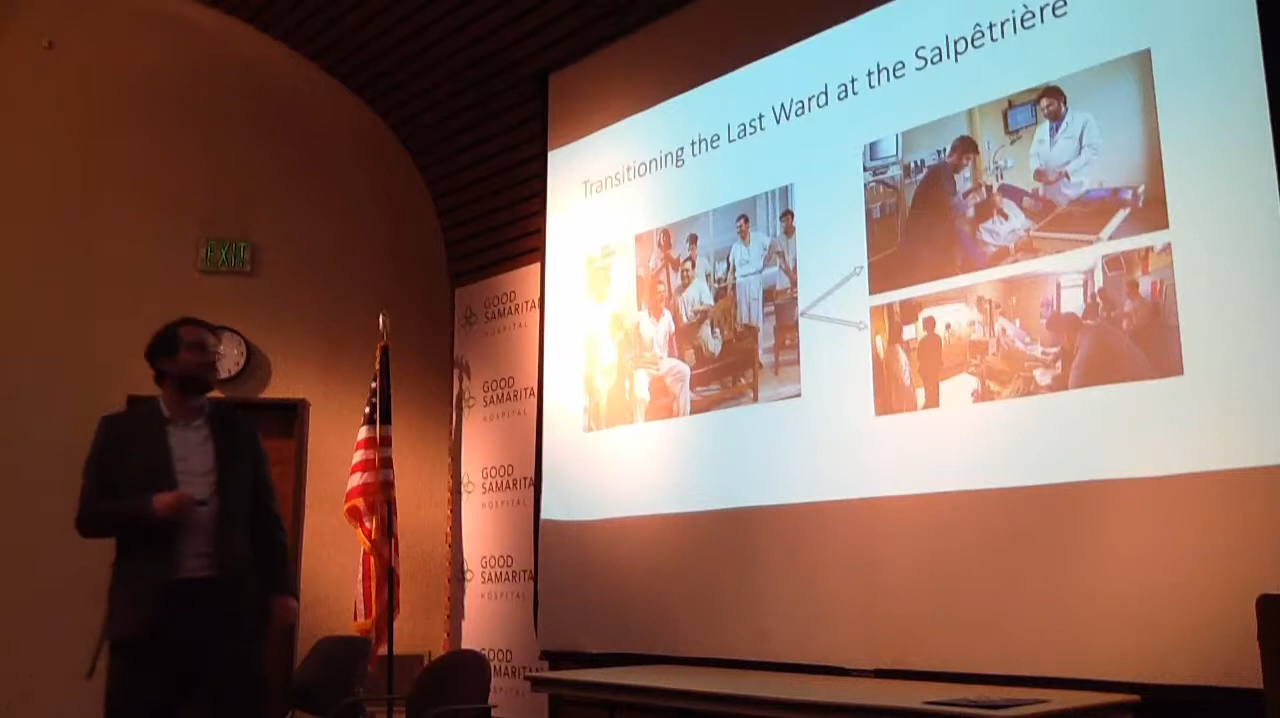 Transitioning the Last Ward at the Salpêtrière
EXIT
GOOD
SAMARITA
HOSPITAL
GOOD
SAMARITA
HOSPITAL
GOOD
SAMARITA
HOSPITAL
GOOD
SAMARITA
HOSPITAL
GOOD
SAMARITAN
HOSPITAL